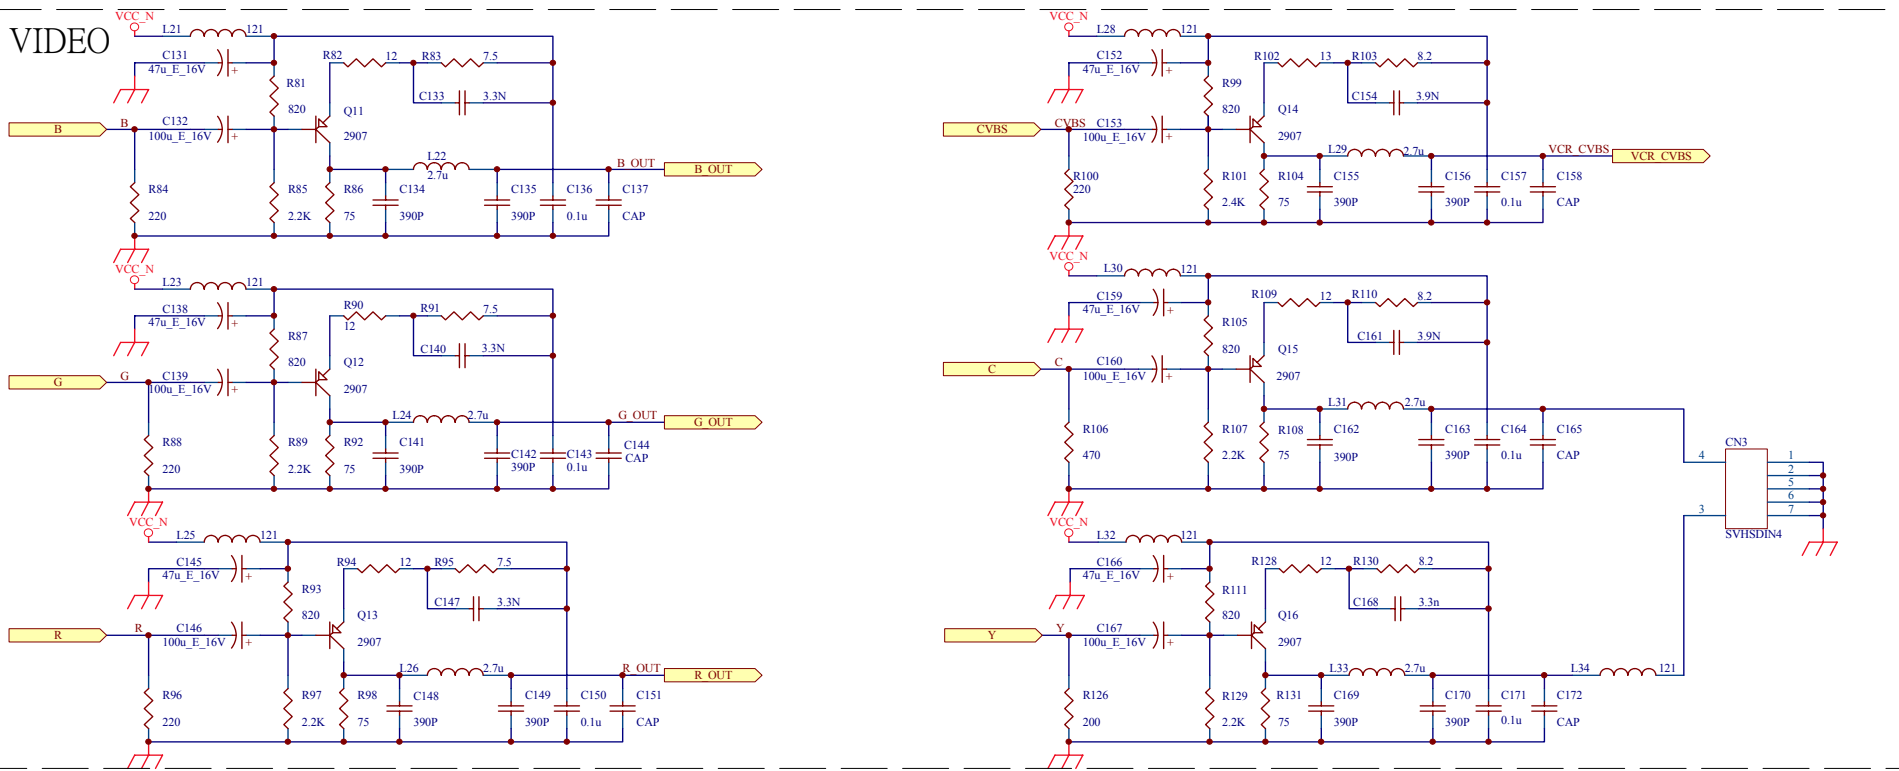 VIDEO
VCC_N
L21 121
C131
47u_E_16V
+
R81
820
R82 12 R83 7.5
C133 3.3N
Q11
2907
B
B
C132
100u_E_16V
+
L22
2.7u
B_OUT
B_OUT
R84
220
R85
2.2K
R86
75
C134
390P
C135
390P
C136
0.1u
C137
CAP
VCC_N
L23 121
C138
47u_E_16V
+
R87
820
R90
12
R91 7.5
C140 3.3N
Q12
2907
G
G
C139
100u_E_16V
+
L24 2.7u
G_OUT
G_OUT
R88
220
R89
2.2K
R92
75
C141
390P
C142
390P
C143
0.1u
C144
CAP
VCC_N
L25 121
C145
47u_E_16V
+
R93
820
R94 12 R95 7.5
C147 3.3N
Q13
2907
R
R
C146
100u_E_16V
+
L26 2.7u
R_OUT
R_OUT
R96
220
R97
2.2K
R98
75
C148
390P
C149
390P
C150
0.1u
C151
CAP
VCC_N
L28 121
C152
47u_E_16V
+
R99
820
R102 13 R103 8.2
C154 3.9N
Q14
2907
CVBS
CVBS
C153
100u_E_16V
+
L29 2.7u
VCR_CVBS
VCR_CVBS
R100
220
R101
2.4K
R104
75
C155
390P
C156
390P
C157
0.1u
C158
CAP
VCC_N
L30 121
C159
47u_E_16V
+
R105
820
R109 12 R110 8.2
C161 3.9N
Q15
2907
C
C
C160
100u_E_16V
+
L31 2.7u
R106
470
R107
2.2K
R108
75
C162
390P
C163
390P
C164
0.1u
C165
CAP
CN3
4
3
1
2
5
6
7
SVHSDIN4
VCC_N
L32 121
C166
47u_E_16V
+
R111
820
R128 12 R130 8.2
C168 3.3n
Q16
2907
Y
Y
C167
100u_E_16V
+
L33 2.7u
L34 121
R126
200
R129
2.2K
R131
75
C169
390P
C170
390P
C171
0.1u
C172
CAP